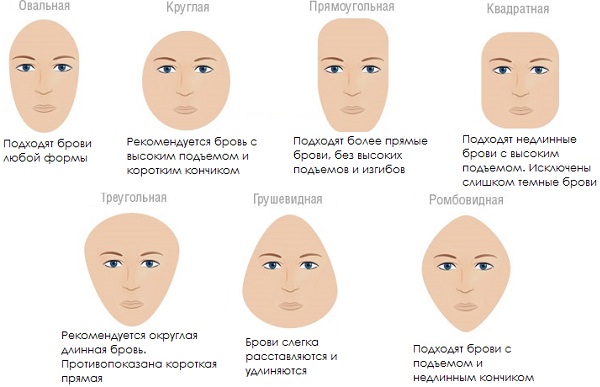 Овальная
Круглая
Прямоугольная
Квадратная
Подходят брови
любой формы
Рекомендуется бровь с
высоким подъемом и
коротким кончиком
Подходят более прямые
брови, без высоких
подъемов и изгибов
Подходят недлинные
брови с высоким
подъемом. Исключены
слишком темные брови
Треугольная
Грушевидная
Ромбовидная
Рекомендуется округлая
длинная бровь.
Противопоказана короткая
прямая
Брови слегка
расставляются и
удлиняются
Подходят брови с
подъемом и
недлинным кончиком